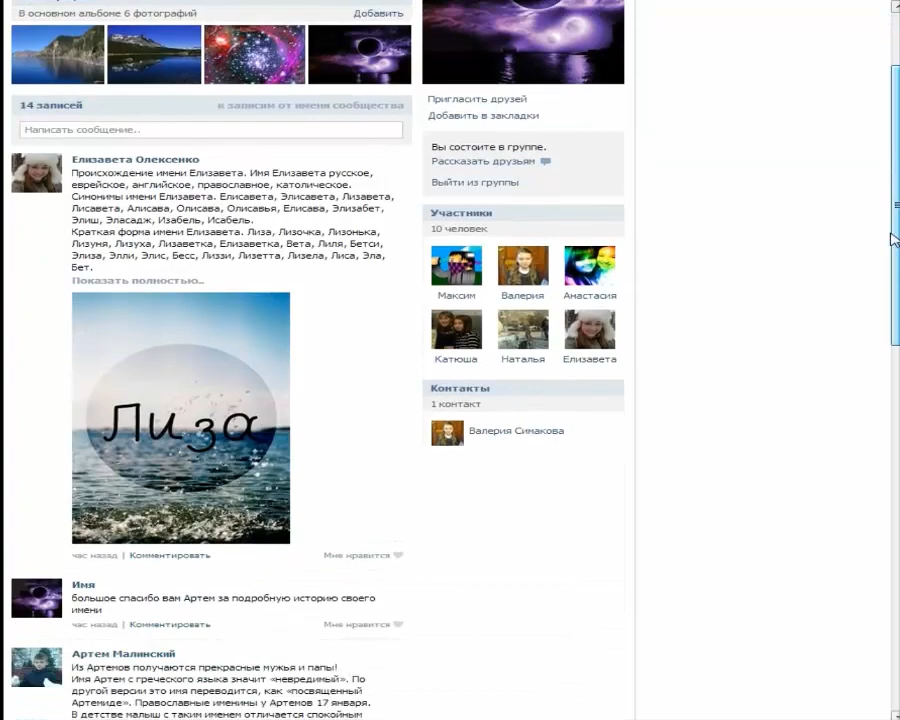 В основном альбоме 6 фотографий
Добавить
14 записей
к записям от имени сообщества
Написать сообщение..
Елизавета Олексенко
Происхождение имени Елизавета. Имя Елизавета русское,
еврейское, английское, православное, католическое.
Синонимы имени Елизавета. Елисавета, Элисавета, Лизавета,
Лисавета, Алисава, Олисава, Олисавья, Елисава, Элизабет,
Элиш, Эласадж, Изабель, Исабель.
Краткая форма имени Елизавета. Лиза, Лизочка, Лизонька,
Лизуня, Лизуха, Лизаветка, Елизаветка, Вета, Лиля, Бетси,
Элиза, Элли, Элис, Бесс, Лиззи, Лизетта, Лизела, Лиса, Эла,
Бет.
Показать полностью..
Лиза
час назад | Комментировать
Мне нравится
Имя
большое спасибо вам Артем за подробную историю своего
имени
час назад | Комментировать
Мне нравится
Артем Малинский
Из Артемов получаются прекрасные мужья и папы!
Имя Артем с греческого языка значит «невредимый». По
другой версии это имя переводится, как «посвященный
Артемиде». Православные именины у Артемов 17 января.
В детстве малыш с таким именем отличается спокойным
Пригласить друзей
Добавить в закладки
Вы состоите в группе.
Рассказать друзьям
Выйти из группы
Участники
10 человек
Максим
Валерия
Анастасия
Катюша
Наталья
Елизавета
Контакты
1 контакт
Валерия Симакова